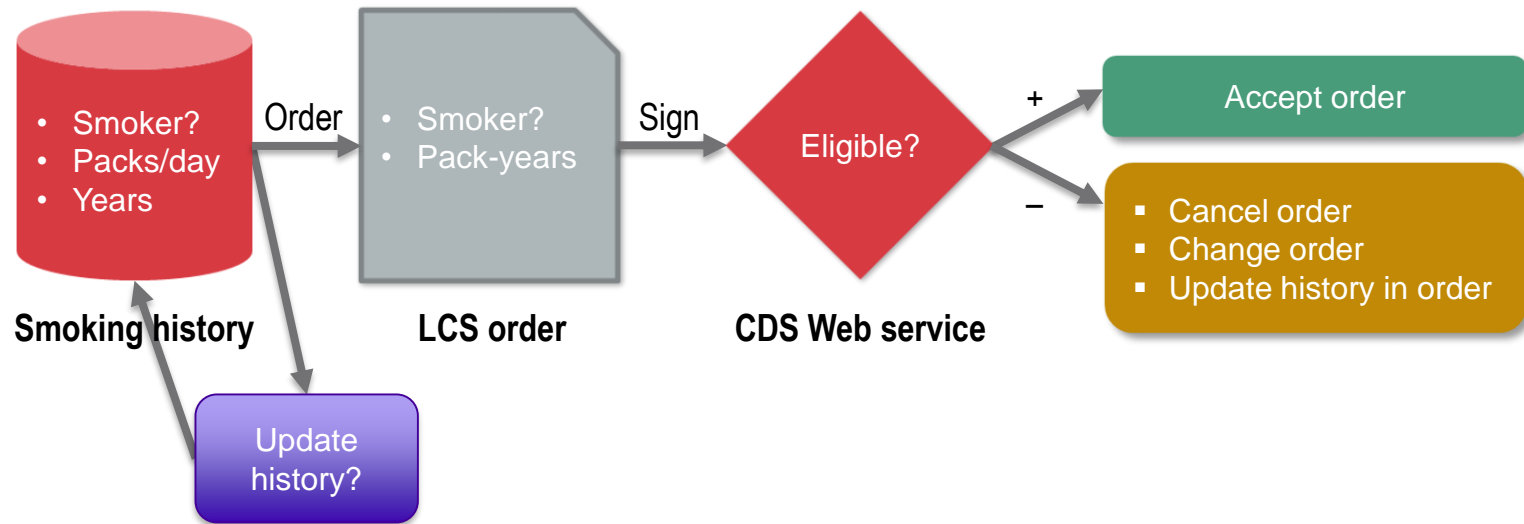 • Smoker?
• Packs/day
• Years
Smoking history
Order
• Smoker?
• Pack-years
LCS order
Sign
Eligible?
CDS Web service
+
Accept order
–
▪ Cancel order
▪ Change order
▪ Update history in order
Update
history?